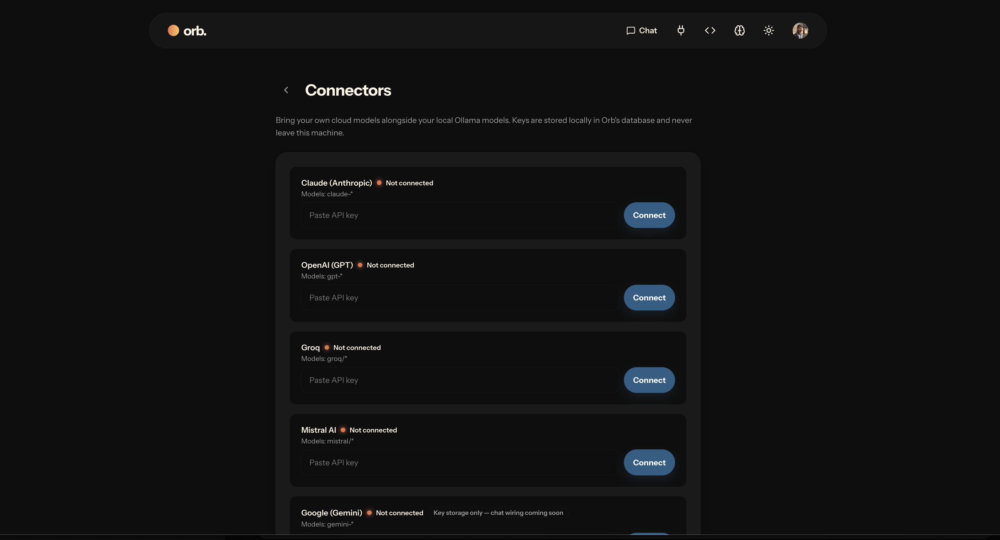 orb.
Chat
Connectors
Bring your own cloud models alongside your local Ollama models. Keys are stored locally in Orb's database and never
leave this machine.
Claude (Anthropic) Not connected
Models: claude-*
Paste API key Connect
OpenAI (GPT) Not connected
Models: gpt-*
Paste API key Connect
Groq Not connected
Models: groq/*
Paste API key Connect
Mistral AI Not connected
Models: mistral/*
Paste API key Connect
Google (Gemini) Not connected Key storage only — chat wiring coming soon
Models: gemini-*